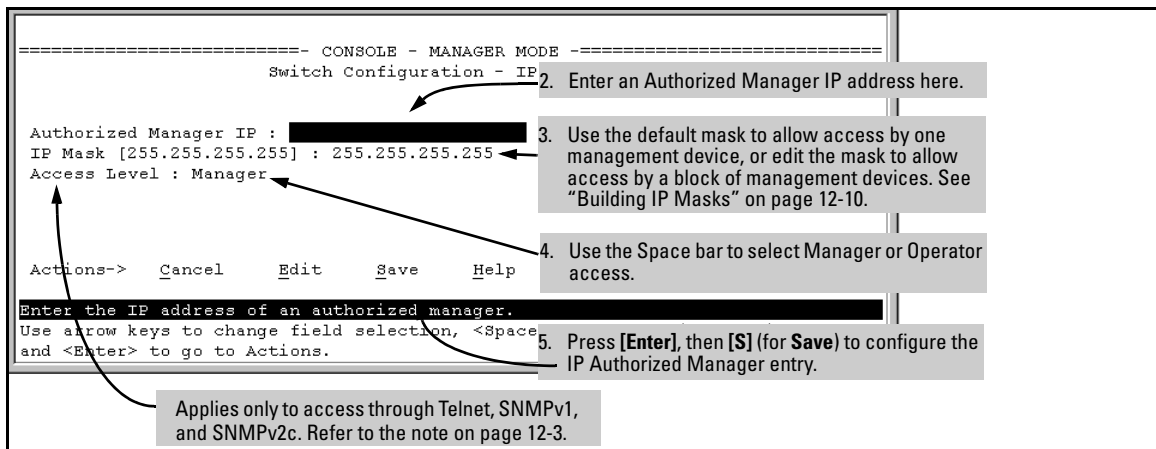 ==========================- CONSOLE - MANAGER MODE -============================
Switch Configuration - IP
2. Enter an Authorized Manager IP address here.
Authorized Manager IP :
IP Mask [255.255.255.255] : 255.255.255.255
Access Level : Manager
3. Use the default mask to allow access by one
management device, or edit the mask to allow
access by a block of management devices. See
“Building IP Masks” on page 12-10.
4. Use the Space bar to select Manager or Operator
access.
Actions-> Cancel Edit Save Help
Enter the IP address of an authorized manager.
Use arrow keys to change field selection, <Space
and <Enter> to go to Actions.
5. Press [Enter], then [S] (for Save) to configure the
IP Authorized Manager entry.
Applies only to access through Telnet, SNMPv1,
and SNMPv2c. Refer to the note on page 12-3.